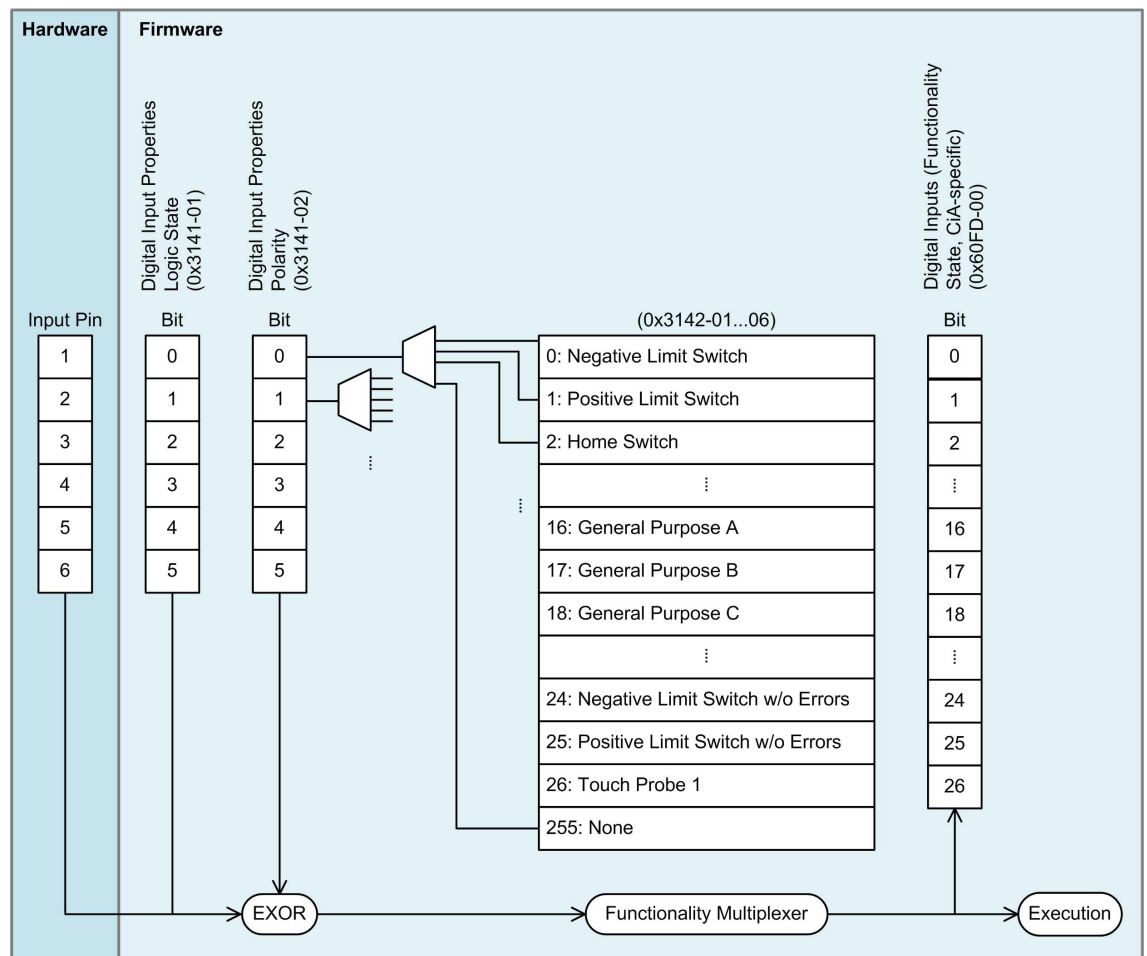 Hardware
Firmware
Digital Input Properties
Logic State
(0x3141-01)
Digital Input Properties
Polarity
(0x3141-02)
Digital Inputs (Functionality
State, CiA-specific)
(0x60FD-00)
Input Pin
Bit
Bit
(0x3142-01...06)
Bit
1
2
3
4
5
6
0
1
2
3
4
5
0
1
2
3
4
5
0: Negative Limit Switch
1: Positive Limit Switch
2: Home Switch
16: General Purpose A
17: General Purpose B
18: General Purpose C
24: Negative Limit Switch w/o Errors
25: Positive Limit Switch w/o Errors
26: Touch Probe 1
255: None
0
1
2
16
17
18
24
25
26
EXOR
Functionality Multiplexer
Execution